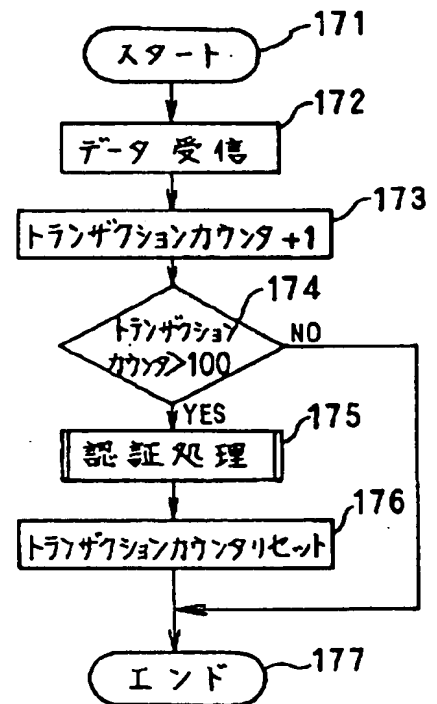 171
スタート
172
データ受信
173
トランザクションカウンタ+1
174
トランザクション
カウンタ>100
NO
YES
175
認証処理
176
トランザクションカウンタリセット
エンド
177